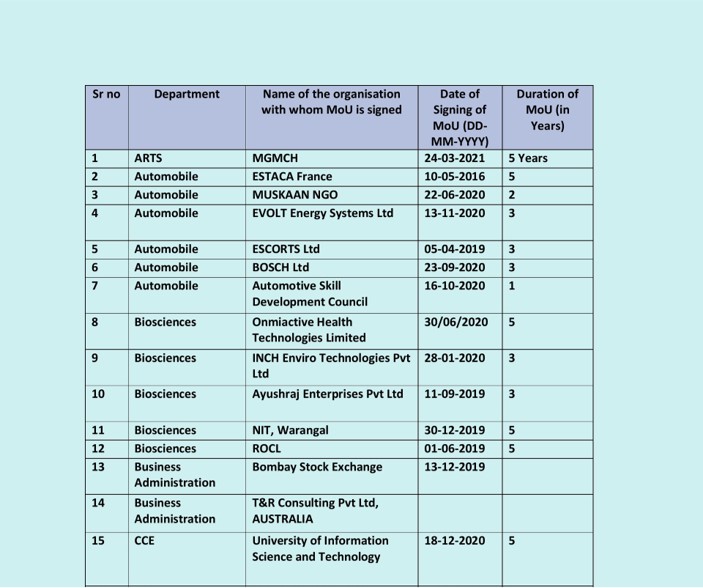 Sr no Department Name of the organisation with whom MoU is signed Date of Signing of MoU (DD-MM-YYYY) Duration of MoU (in Years)
1 ARTS MGMCH 24-03-2021 5 Years
2 Automobile ESTACA France 10-05-2016 5
3 Automobile MUSKAAN NGO 22-06-2020 2
4 Automobile EVOLT Energy Systems Ltd 13-11-2020 3
5 Automobile ESCORTS Ltd 05-04-2019 3
6 Automobile BOSCH Ltd 23-09-2020 3
7 Automobile Automotive Skill Development Council 16-10-2020 1
8 Biosciences Onmiactive Health Technologies Limited 30/06/2020 5
9 Biosciences INCH Enviro Technologies Pvt Ltd 28-01-2020 3
10 Biosciences Ayushraj Enterprises Pvt Ltd 11-09-2019 3
11 Biosciences NIT, Warangal 30-12-2019 5
12 Biosciences ROCL 01-06-2019 5
13 Business Administration Bombay Stock Exchange 13-12-2019
14 Business Administration T&R Consulting Pvt Ltd, AUSTRALIA
15 CCE University of Information Science and Technology 18-12-2020 5